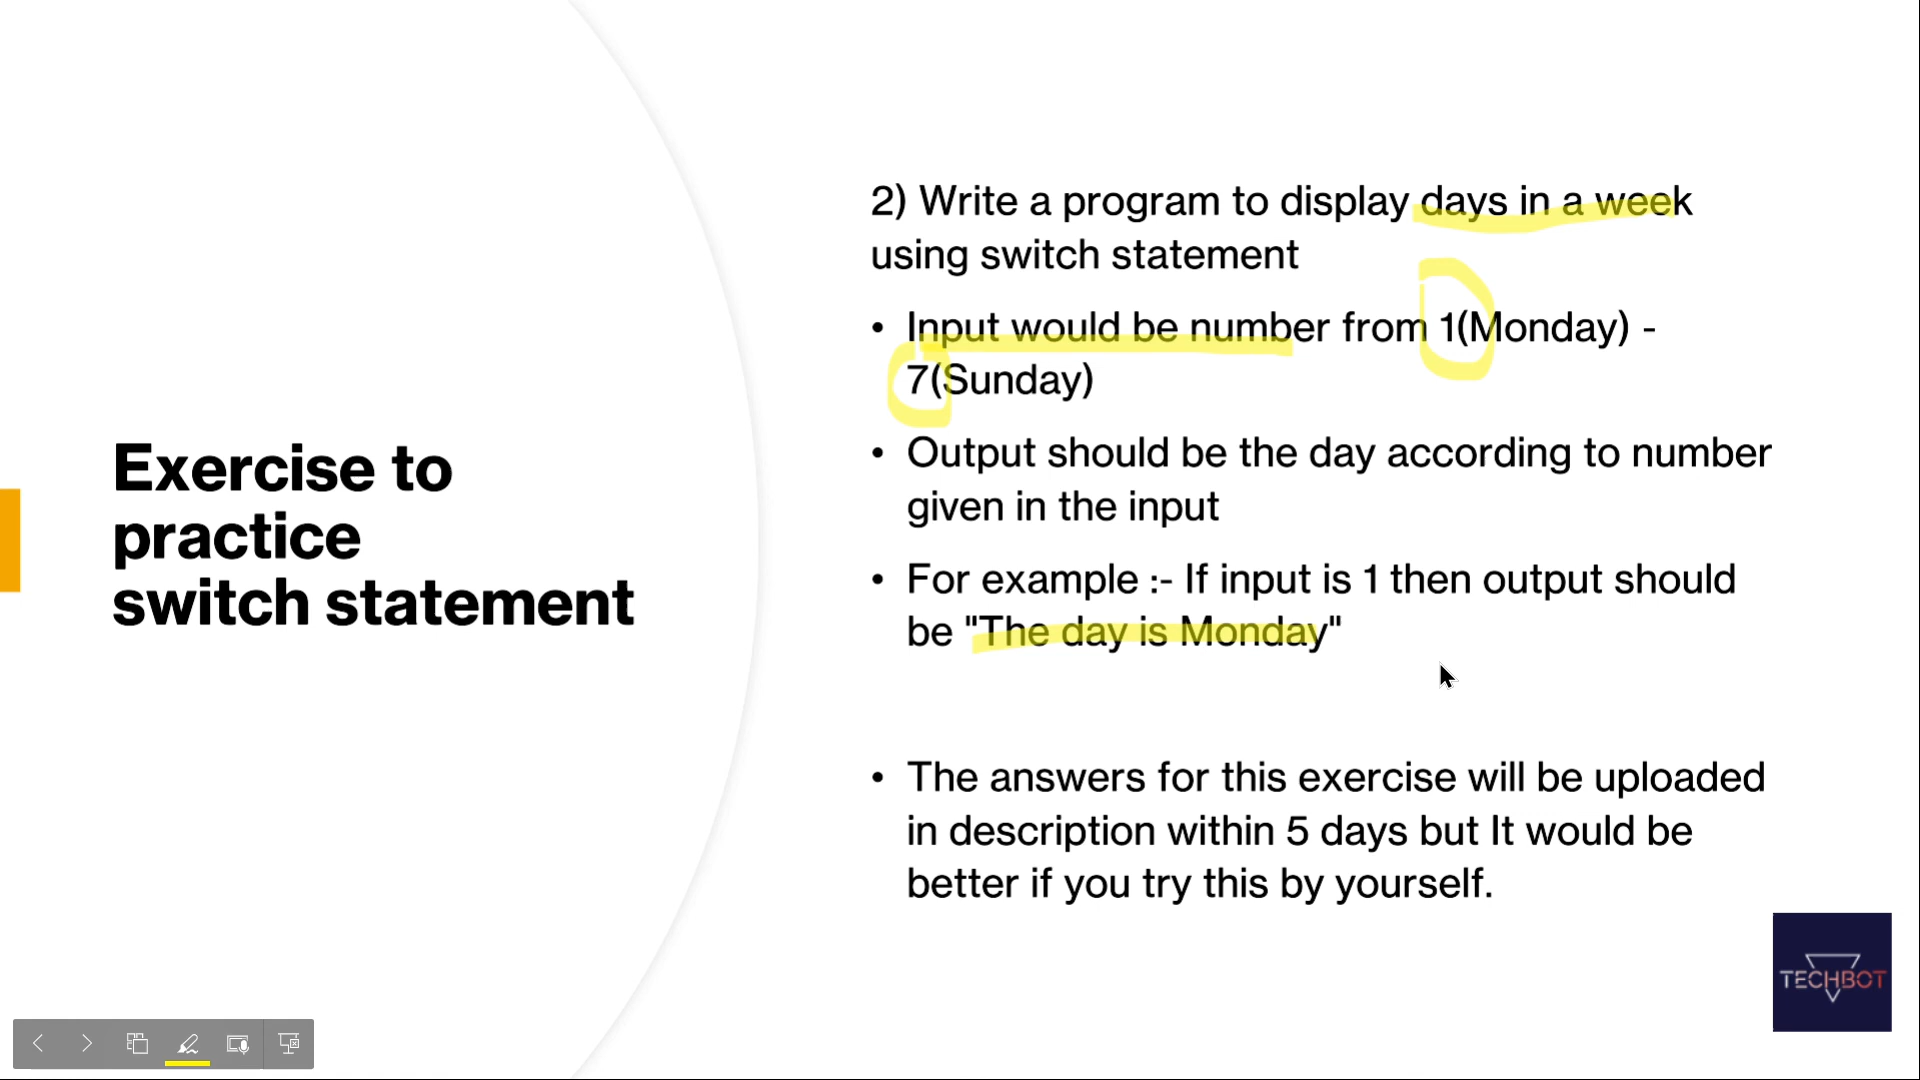 Exercise to
practice
switch statement
2) Write a program to display days in a week
using switch statement
• Input would be number from 1(Monday) -
7(Sunday)
• Output should be the day according to number
given in the input
• For example :- If input is 1 then output should
be "The day is Monday"
• The answers for this exercise will be uploaded
in description within 5 days but It would be
better if you try this by yourself.
TECHBOT